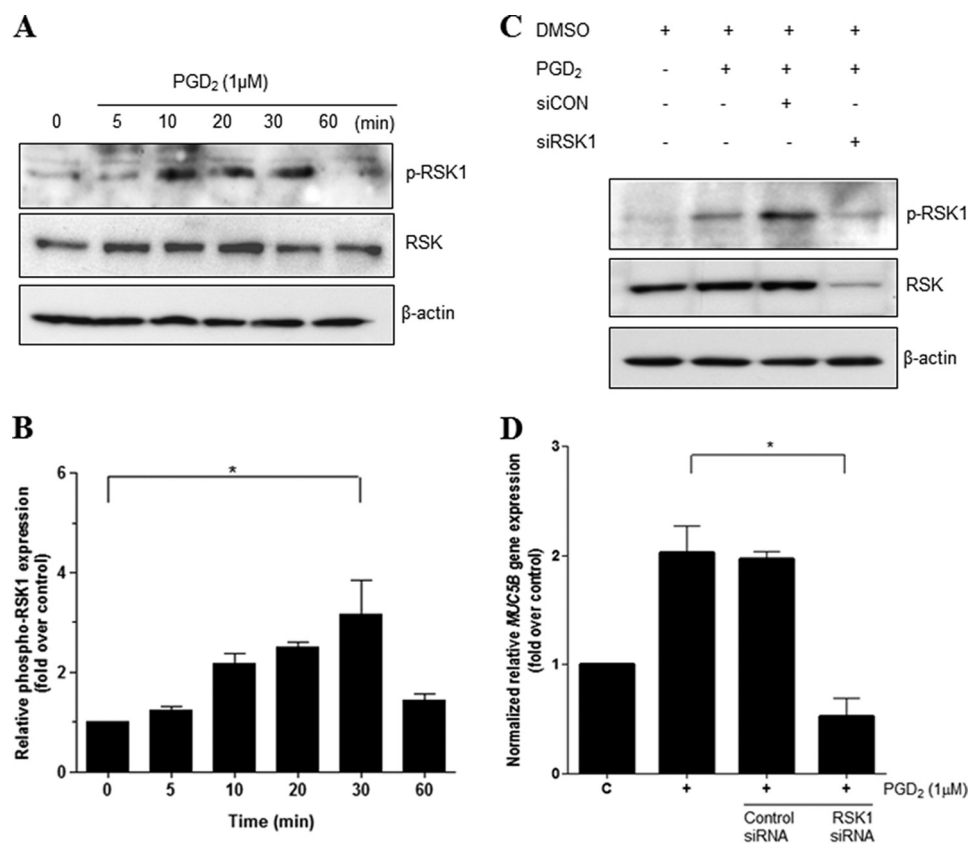 A
PGD₂ (1µM)
0 5 10 20 30 60 (min)
p-RSK1
RSK
β-actin
B
Relative phospho-RSK1 expression
(fold over control)
6
4
2
0
*
0 5 10 20 30 60
Time (min)
C
DMSO + + + +
PGD₂ - + + +
siCON - - + -
siRSK1 - - - +
p-RSK1
RSK
β-actin
D
Normalized relative MUC5B gene expression
(fold over control)
3
2
1
0
*
C + + + PGD₂ (1µM)
Control RSK1
siRNA siRNA